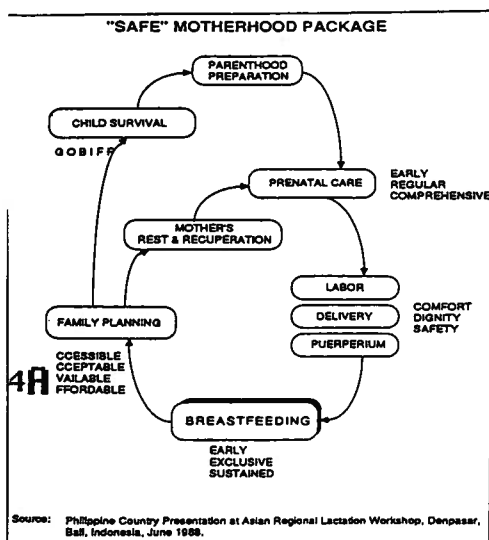 "SAFE" MOTHERHOOD PACKAGE
PARENTHOOD
PREPARATION
CHILD SURVIVAL
GOBIFF
PRENATAL CARE
EARLY
REGULAR
COMPREHENSIVE
MOTHER'S
REST & RECUPERATION
LABOR
DELIVERY
PUERPERIUM
COMFORT
DIGNITY
SAFETY
FAMILY PLANNING
4A
CCESSIBLE
CCEPTABLE
VAILABLE
FFORDABLE
BREASTFEEDING
EARLY
EXCLUSIVE
SUSTAINED
Source: Philippine Country Presentation at Asian Regional Lactation Workshop, Denpasar,
Bali, Indonesia, June 1988.